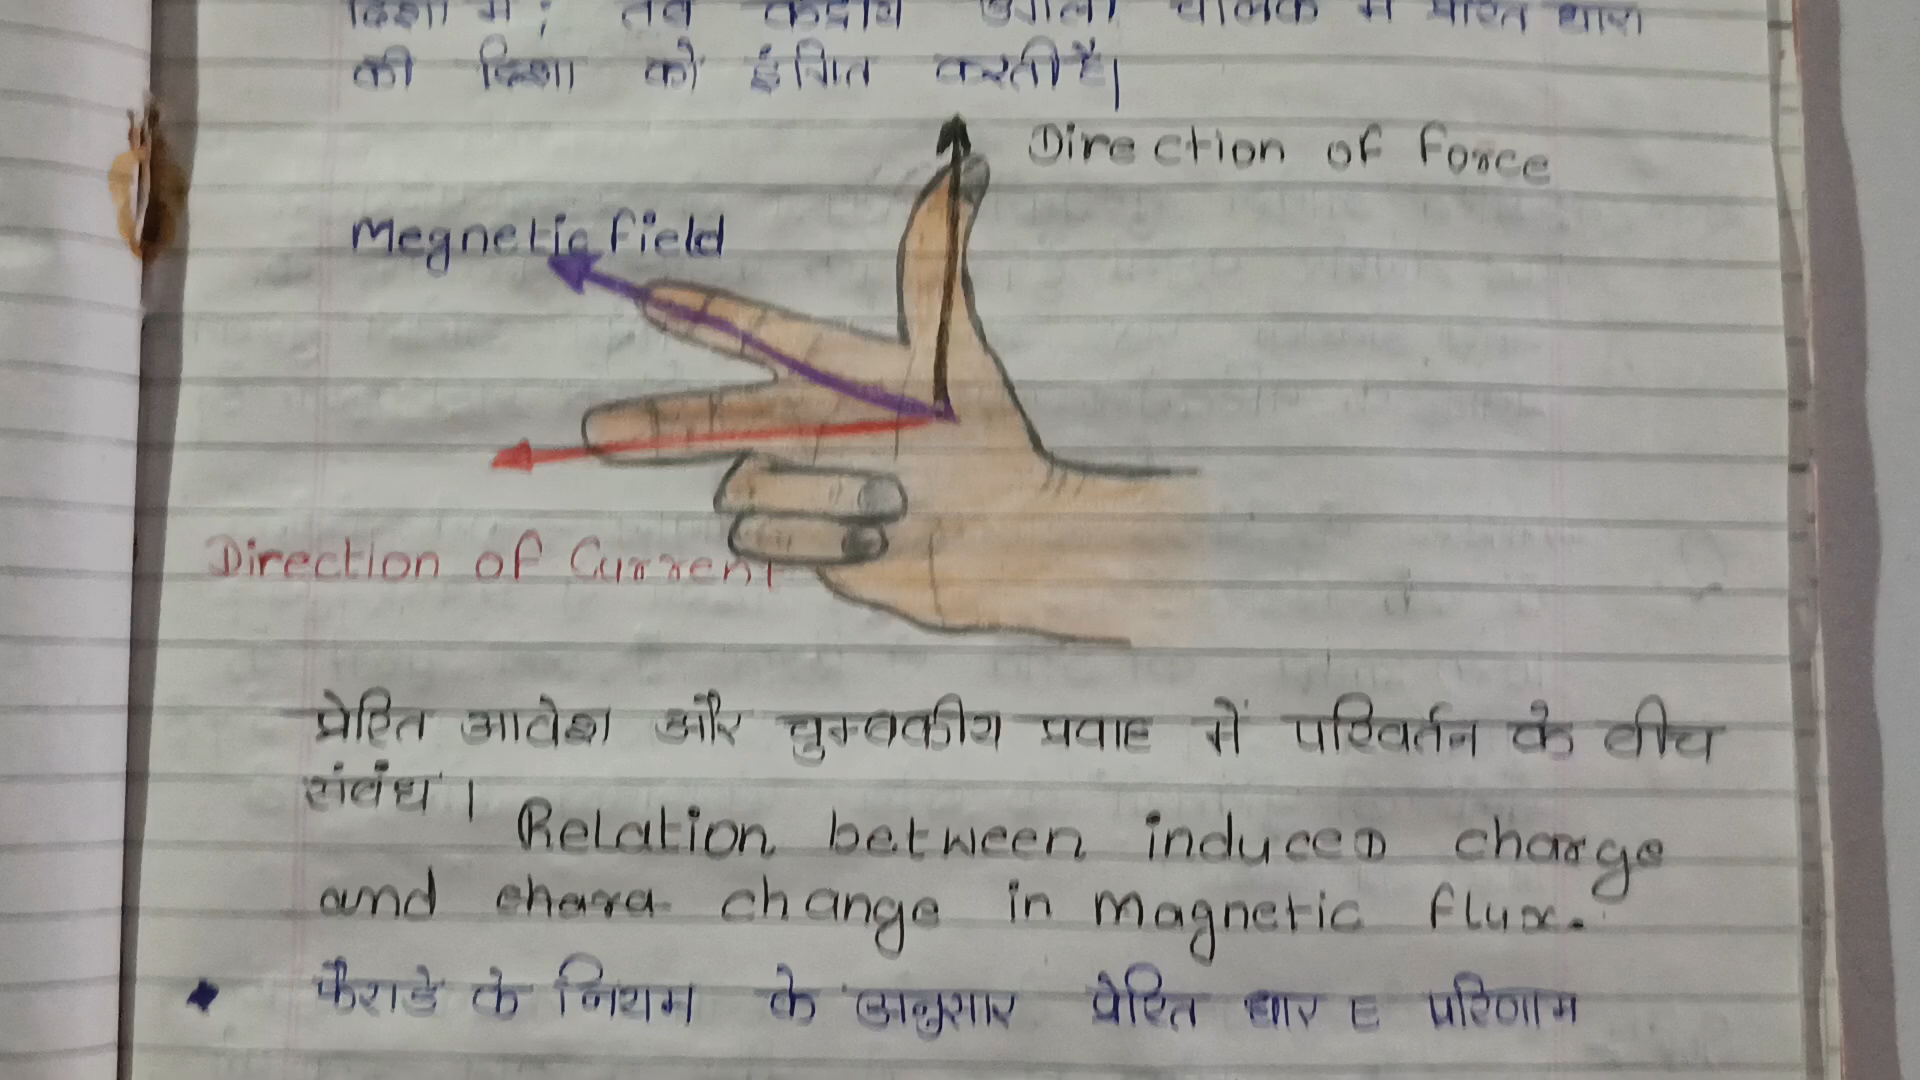 की दिशा को इंगित करती है।
Direction of Force
Megnetic field
Direction of Current
प्रेरित आवेश और चुम्बकीय प्रवाह में परिवर्तन के बीच
संबंध।
Relation between induced charge
and chara change in magnetic flux.
फैराडे के नियम के अनुसार प्रेरित धार E परिणाम